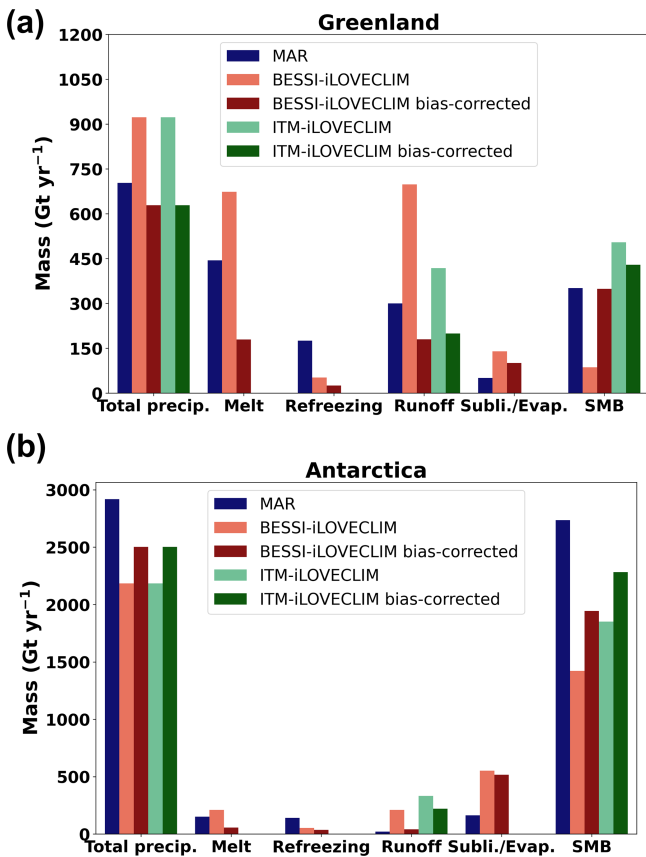 (a)
Greenland
1200
1050
900
750
600
450
300
150
0
Mass (Gt yr⁻¹)
MAR
BESSI-iLOVECLIM
BESSI-iLOVECLIM bias-corrected
ITM-iLOVECLIM
ITM-iLOVECLIM bias-corrected
Total precip. Melt Refreezing Runoff Subli./Evap. SMB
(b)
Antarctica
3000
2500
2000
1500
1000
500
0
Mass (Gt yr⁻¹)
MAR
BESSI-iLOVECLIM
BESSI-iLOVECLIM bias-corrected
ITM-iLOVECLIM
ITM-iLOVECLIM bias-corrected
Total precip. Melt Refreezing Runoff Subli./Evap. SMB